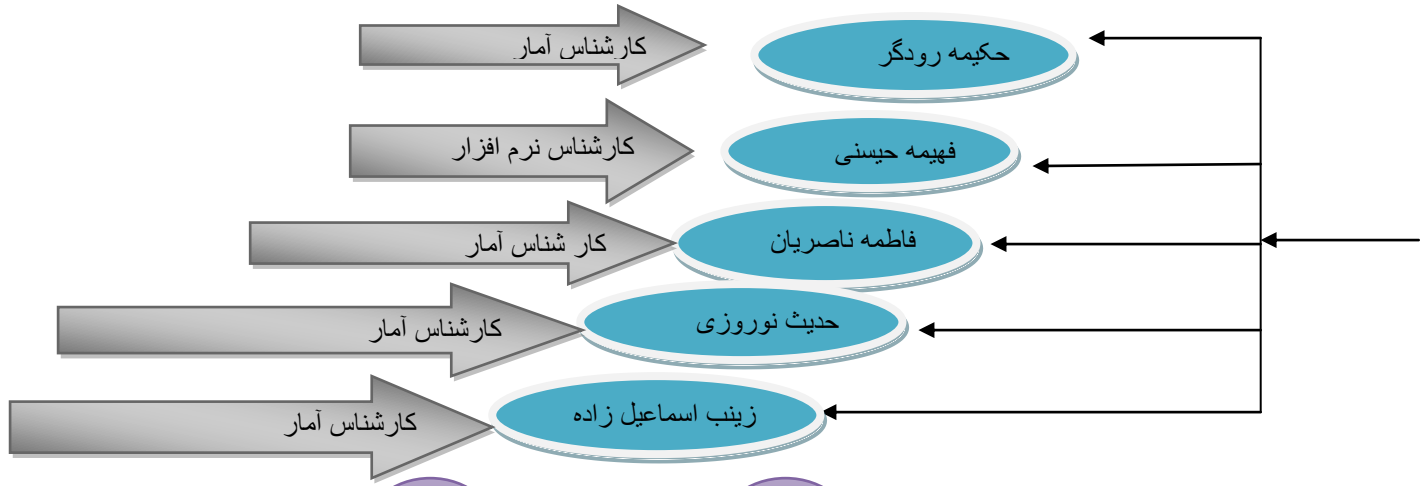 حکیمه رودگر
کارشناس آمار
فهیمه حیسنی
کارشناس نرم افزار
فاطمه ناصریان
کار شناس آمار
حدیث نوروزی
کارشناس آمار
زینب اسماعیل زاده
کارشناس آمار